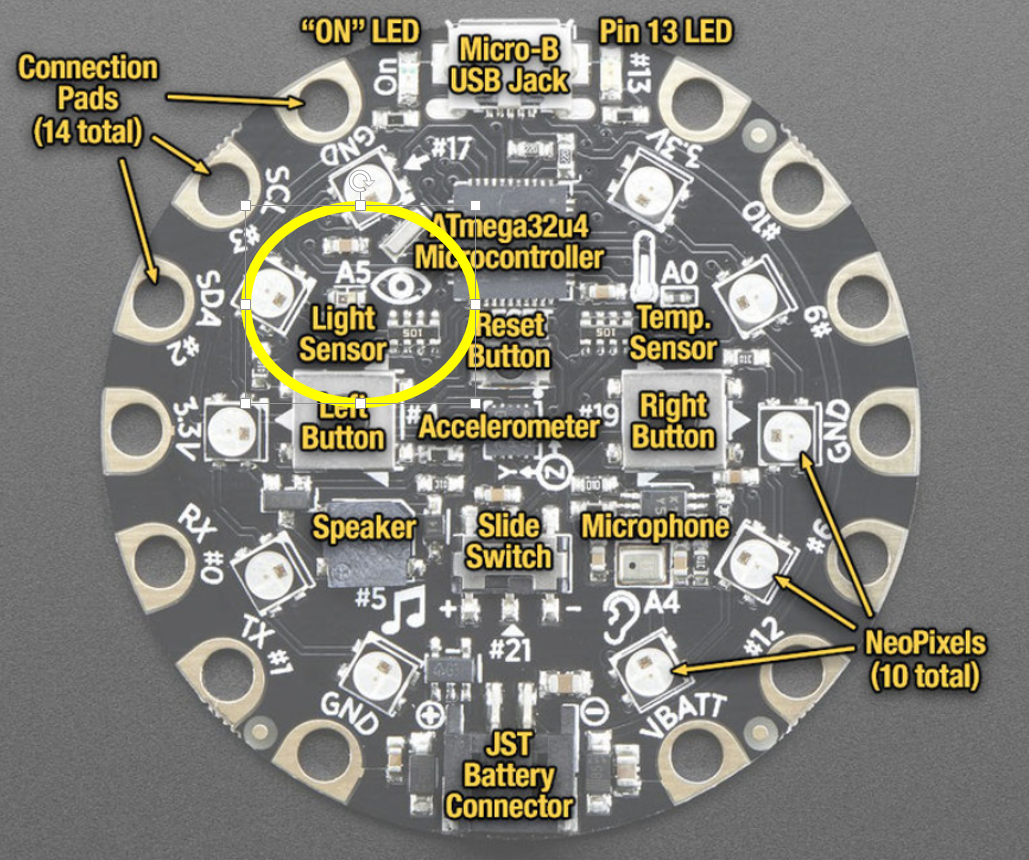 "ON" LED
Micro-B
USB Jack
Pin 13 LED
Connection
Pads
(14 total)
On
#13
GND
#17
3.3V
SCL
#3
#10
ATmega32u4
Microcontroller
A5
A0
SDA
#2
#9
Light
Sensor
Reset
Button
Temp.
Sensor
220
501
501
3.3V
Left
Button
Accelerometer
#19
Right
Button
GND
Y
Z
RX #0
Speaker
Slide
Switch
Microphone
#6
#5
+
-
A4
TX #1
#21
#12
NeoPixels
(10 total)
GND
VBATT
+
-
JST
Battery
Connector